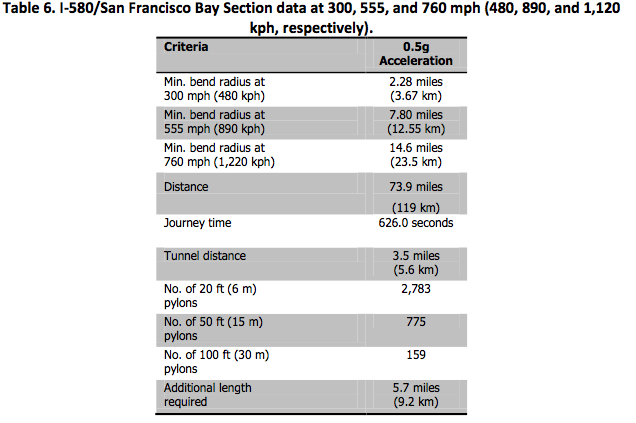 Table 6. I-580/San Francisco Bay Section data at 300, 555, and 760 mph (480, 890, and 1,120
kph, respectively).
Criteria 0.5g
Acceleration
Min. bend radius at 2.28 miles
300 mph (480 kph) (3.67 km)
Min. bend radius at 7.80 miles
555 mph (890 kph) (12.55 km)
Min. bend radius at 14.6 miles
760 mph (1,220 kph) (23.5 km)
Distance 73.9 miles
(119 km)
Journey time 626.0 seconds
Tunnel distance 3.5 miles
(5.6 km)
No. of 20 ft (6 m) 2,783
pylons
No. of 50 ft (15 m) 775
pylons
No. of 100 ft (30 m) 159
pylons
Additional length 5.7 miles
required (9.2 km)